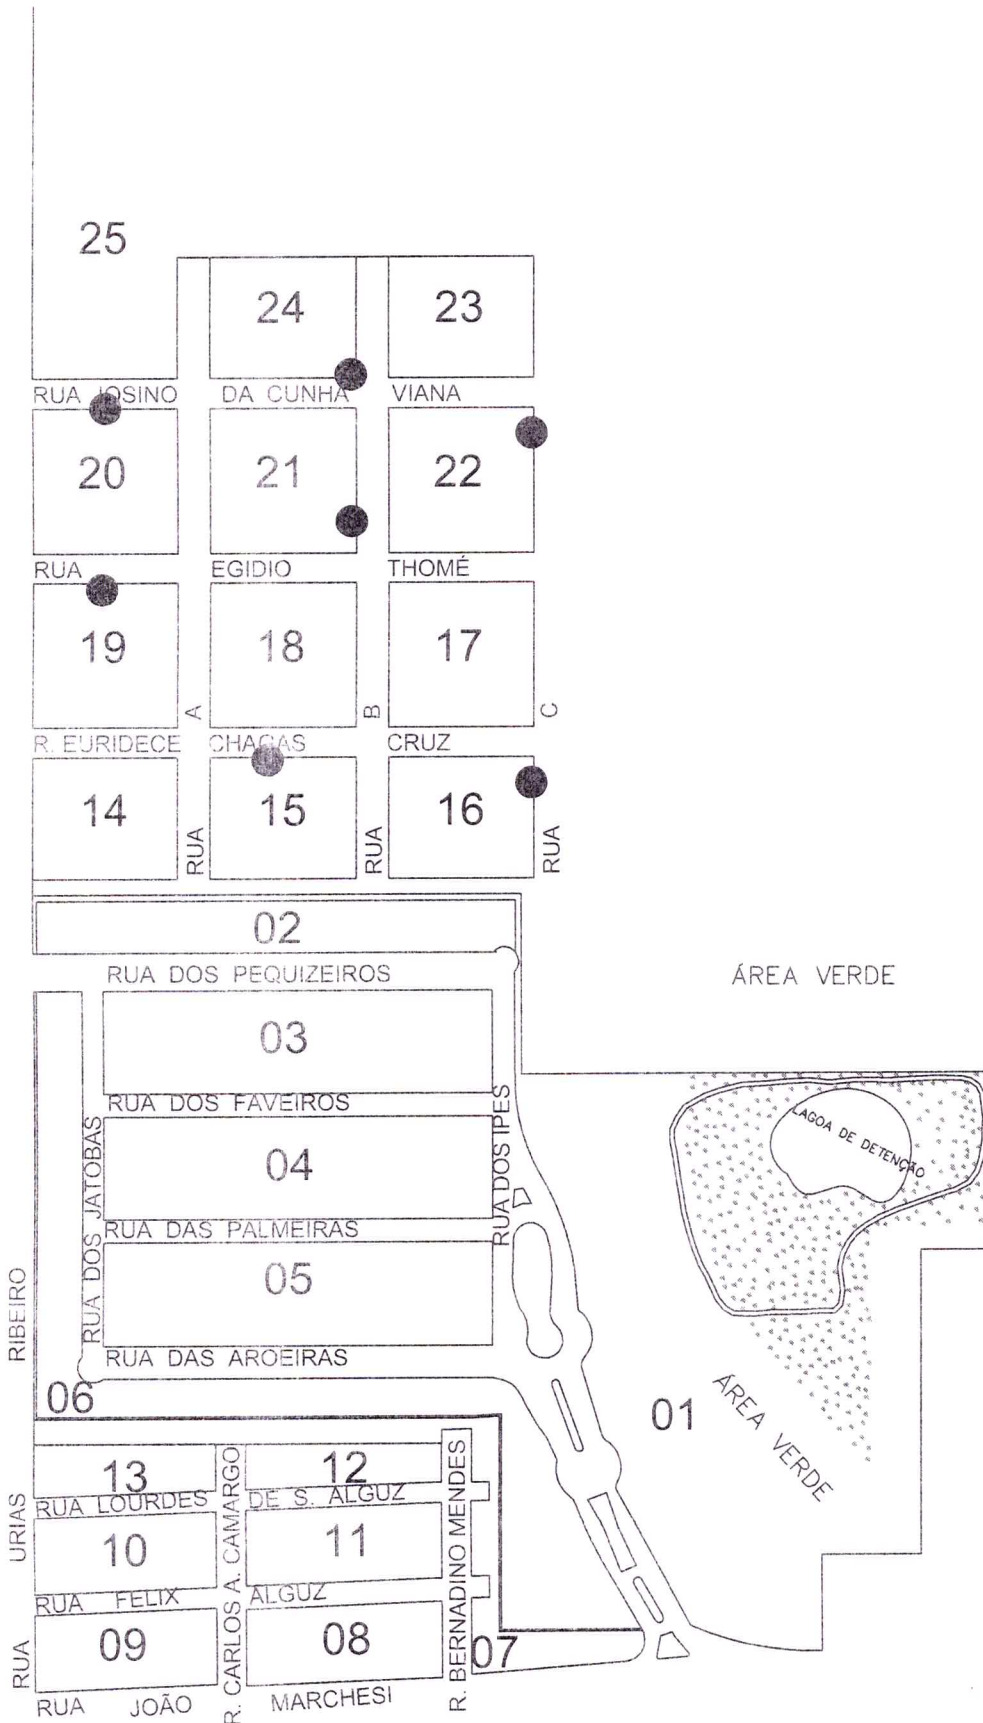 25
24
23
RUA JOSINO DA CUNHA VIANA
20
21
22
RUA EGIDIO THOMÉ
19
18
17
A
B
C
R. EURIDECE CHAGAS CRUZ
14
15
16
RUA
RUA
RUA
02
RUA DOS PEQUIZEIROS
ÁREA VERDE
03
RUA DOS FAVEIROS
RUA DOS JATOBAS
04
RUA DOS IPES
LAGOA DE DETENÇÃO
RUA DAS PALMEIRAS
05
RUA DAS AROEIRAS
06
01
ÁREA VERDE
13
12
RUA LOURDES DE S. ALGUZ
10
11
RUA FELIX ALGUZ
09
08
07
RUA URIAS RIBEIRO
R. CARLOS A. CAMARGO
R. BERNADINO MENDES
RUA JOÃO MARCHESI